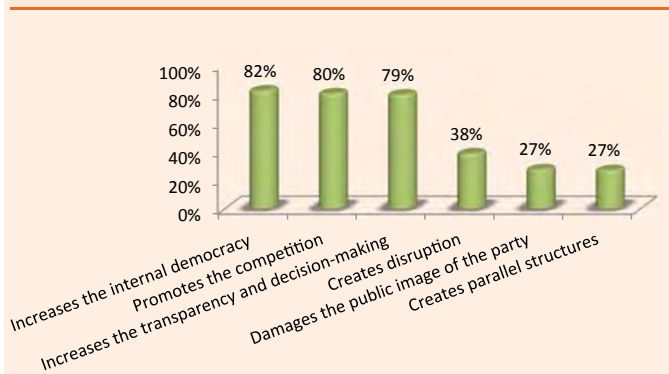 100%
80%
60%
40%
20%
0%
82%
80%
79%
38%
27%
27%
Increases the internal democracy
Promotes the competition
Increases the transparency and decision-making
Creates disruption
Damages the public image of the party
Creates parallel structures